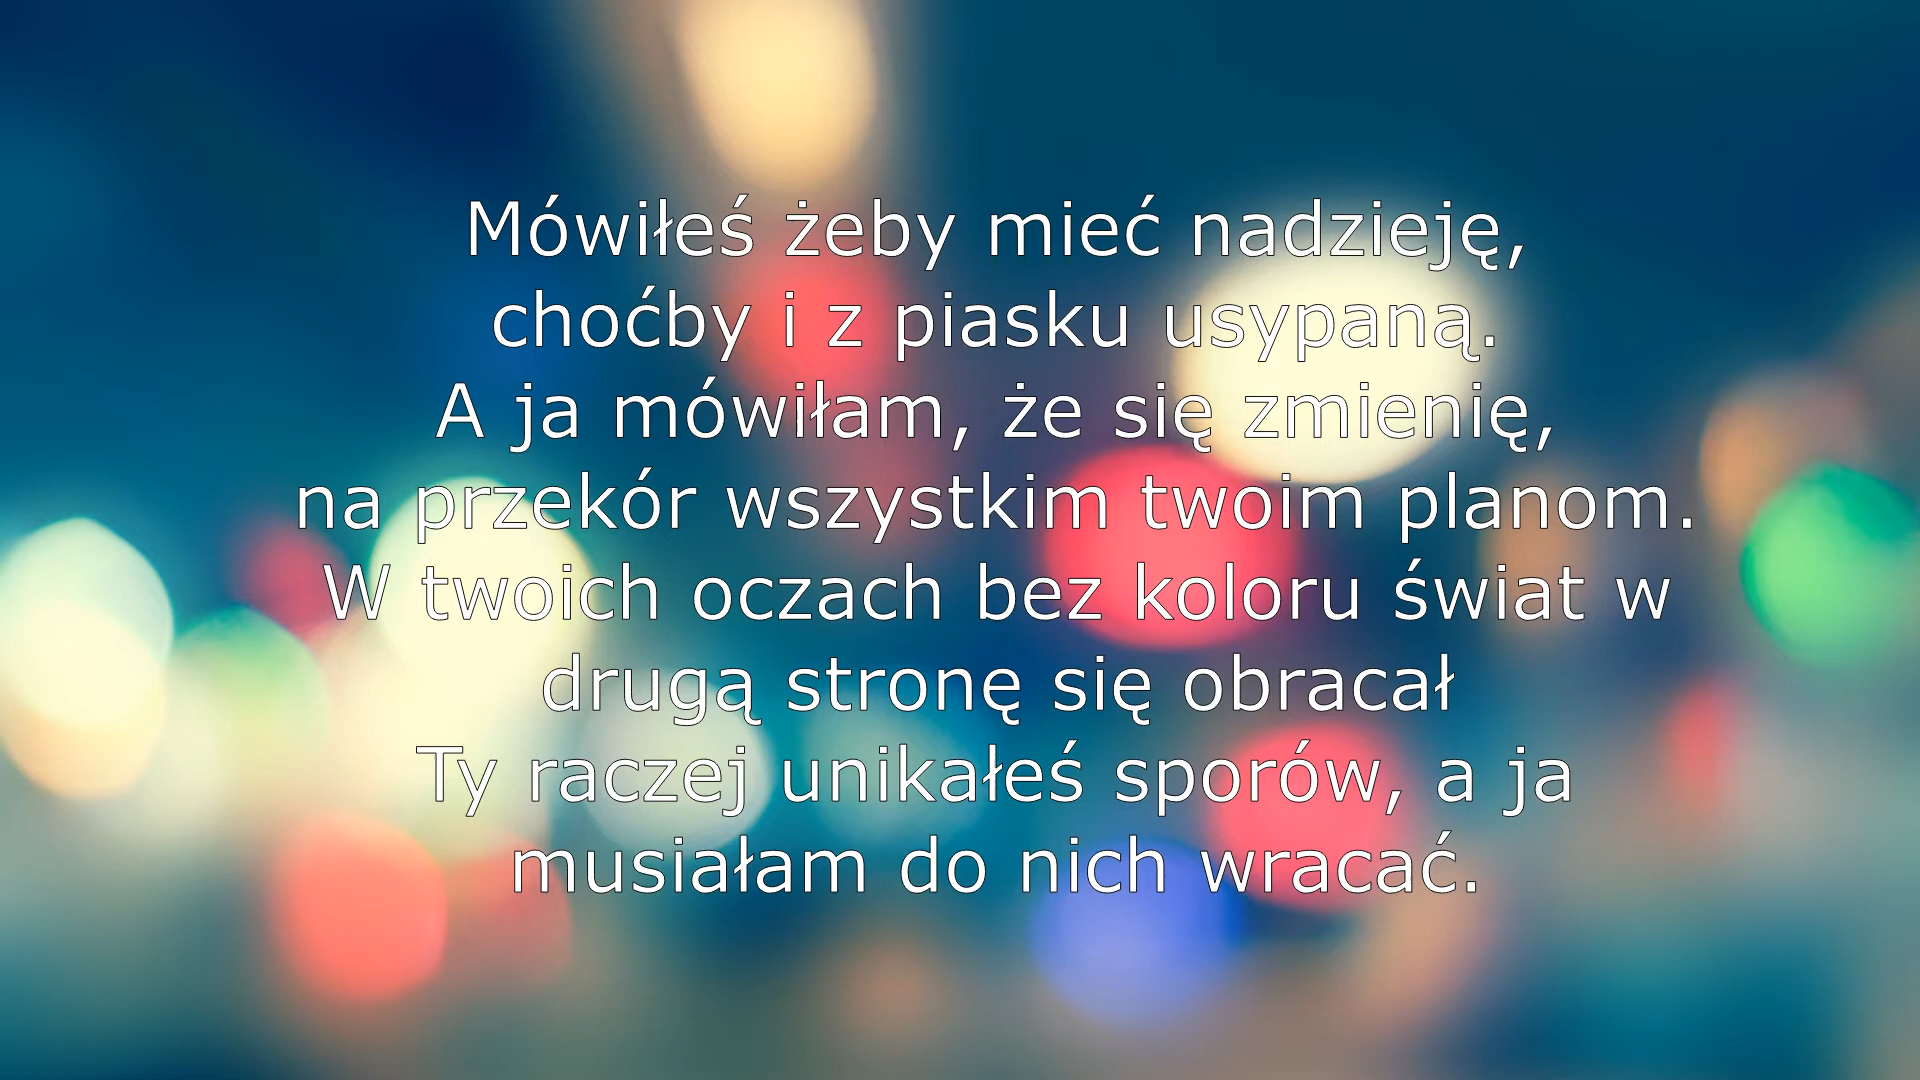 Mówiłeś żeby mieć nadzieję,
choćby i z piasku usypaną.
A ja mówiłam, że się zmienię,
na przekór wszystkim twoim planom.
W twoich oczach bez koloru świat w
drugą stronę się obracał
Ty raczej unikałeś sporów, a ja
musiałam do nich wracać.